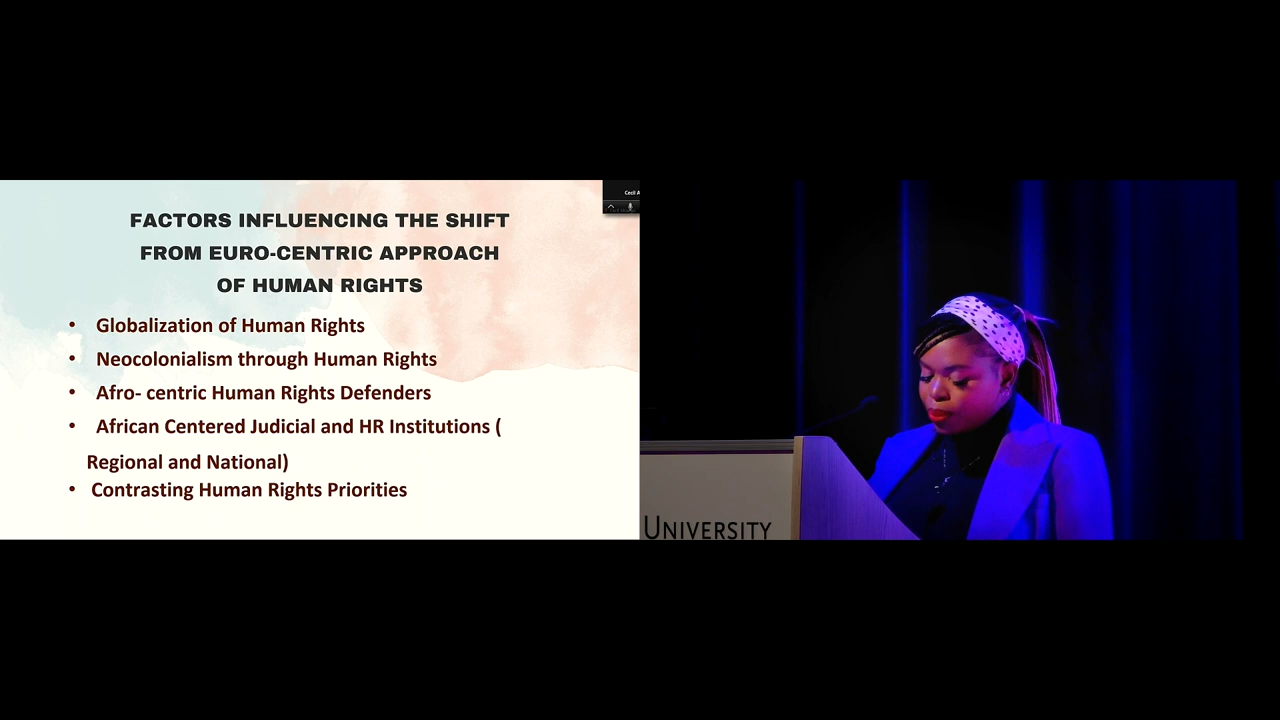 FACTORS INFLUENCING THE SHIFT
FROM EURO-CENTRIC APPROACH
OF HUMAN RIGHTS
• Globalization of Human Rights
• Neocolonialism through Human Rights
• Afro- centric Human Rights Defenders
• African Centered Judicial and HR Institutions (
Regional and National)
• Contrasting Human Rights Priorities
Cecil A
UNIVERSITY